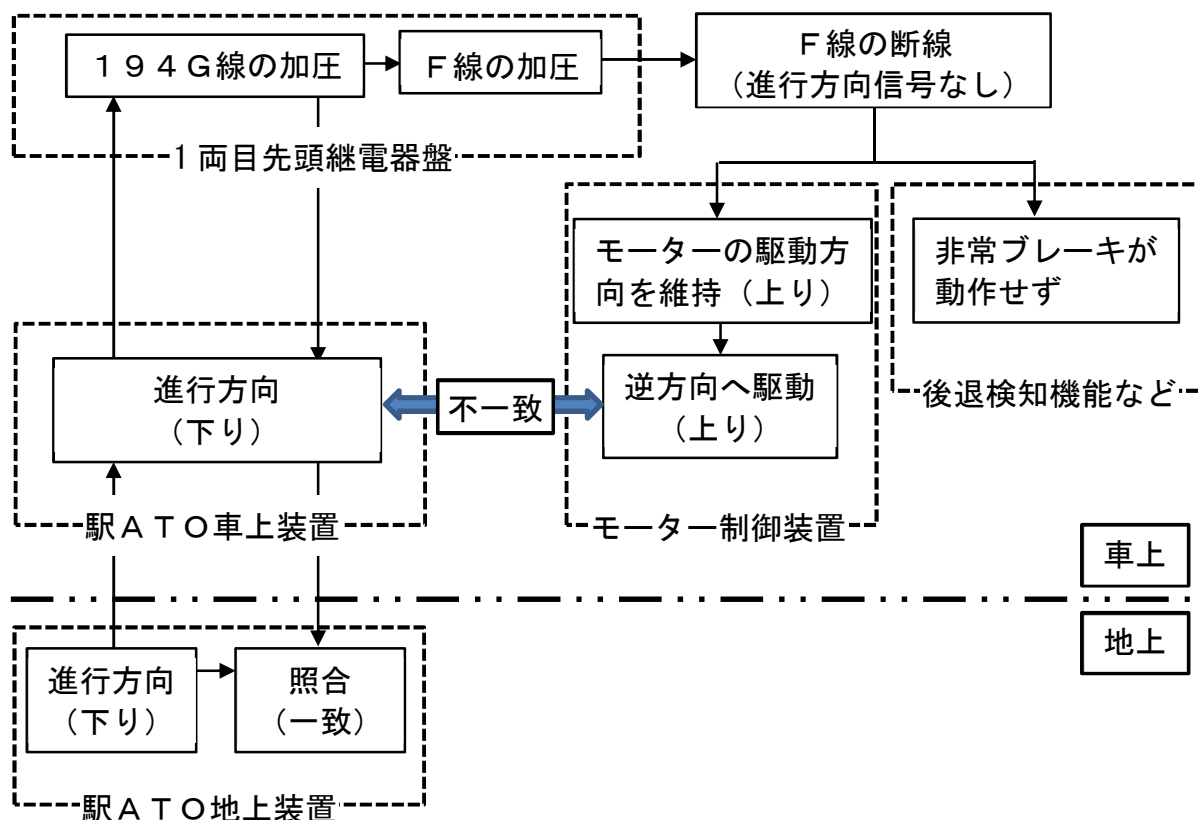 １９４Ｇ線の加圧
Ｆ線の加圧
Ｆ線の断線
（進行方向信号なし）
１両目先頭継電器盤
モーターの駆動方
向を維持（上り）
非常ブレーキが
動作せず
進行方向
（下り）
不一致
逆方向へ駆動
（上り）
後退検知機能など
駅ＡＴＯ車上装置
モーター制御装置
車上
地上
進行方向
（下り）
照合
（一致）
駅ＡＴＯ地上装置